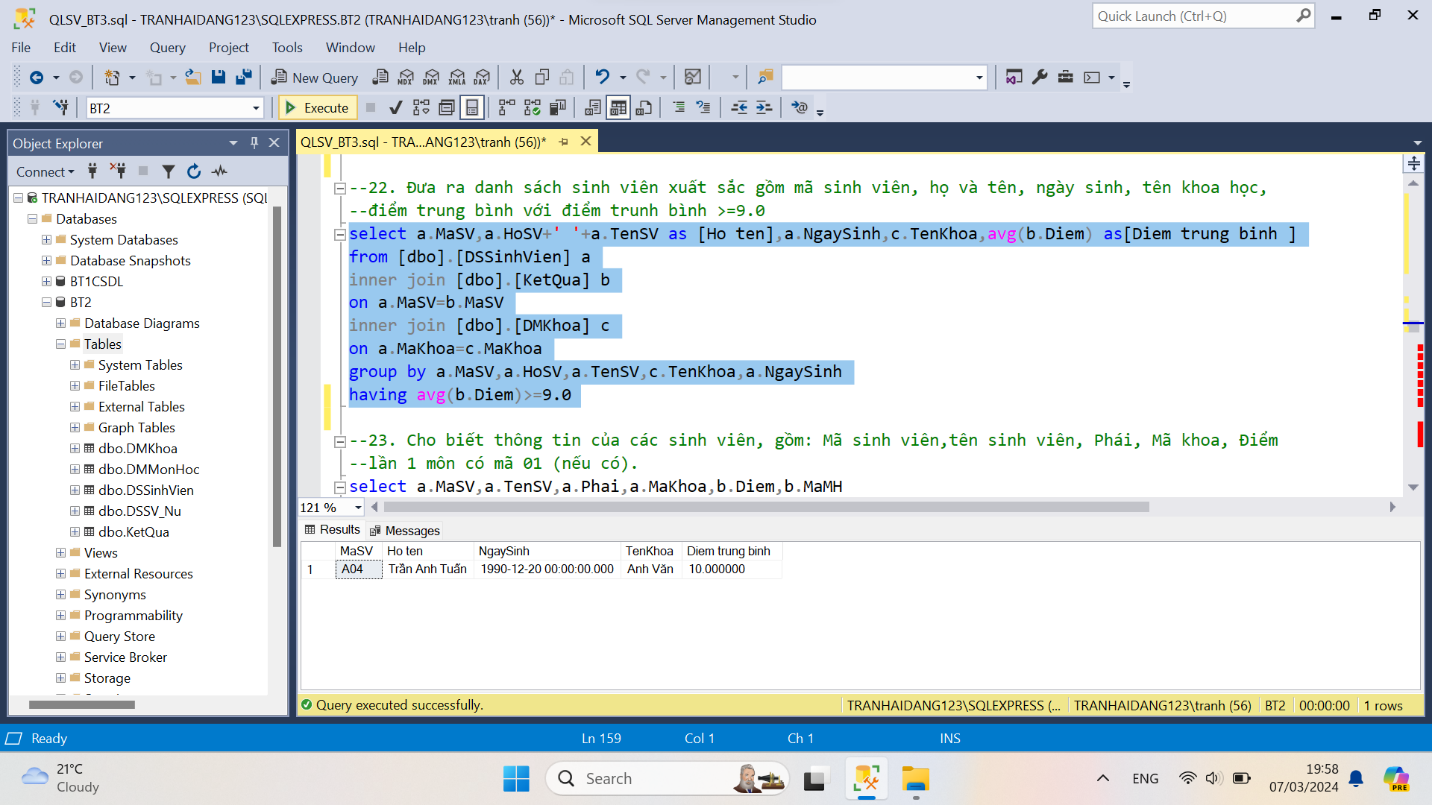 QLSV_BT3.sql - TRANHAIDANG123\SQLEXPRESS.BT2 (TRANHAIDANG123\tranh (56))* - Microsoft SQL Server Management Studio
Quick Launch (Ctrl+Q)
File Edit View Query Project Tools Window Help
New Query
MDX DMX XMLA DAX
BT2
Execute
Object Explorer
QLSV_BT3.sql - TRA...ANG123\tranh (56))*
Connect
TRANHAIDANG123\SQLEXPRESS (SQL
Databases
System Databases
Database Snapshots
BT1CSDL
BT2
Database Diagrams
Tables
System Tables
FileTables
External Tables
Graph Tables
dbo.DMKhoa
dbo.DMMonHoc
dbo.DSSinhVien
dbo.DSSV_Nu
dbo.KetQua
Views
External Resources
Synonyms
Programmability
Query Store
Service Broker
Storage
--22. Đưa ra danh sách sinh viên xuất sắc gồm mã sinh viên, họ và tên, ngày sinh, tên khoa học,
--điểm trung bình với điểm trunh bình >=9.0
select a.MaSV,a.HoSV+' '+a.TenSV as [Ho ten],a.NgaySinh,c.TenKhoa,avg(b.Diem) as[Diem trung binh ]
from [dbo].[DSSinhVien] a
inner join [dbo].[KetQua] b
on a.MaSV=b.MaSV
inner join [dbo].[DMKhoa] c
on a.MaKhoa=c.MaKhoa
group by a.MaSV,a.HoSV,a.TenSV,c.TenKhoa,a.NgaySinh
having avg(b.Diem)>=9.0
--23. Cho biết thông tin của các sinh viên, gồm: Mã sinh viên,tên sinh viên, Phái, Mã khoa, Điểm
--lần 1 môn có mã 01 (nếu có).
select a.MaSV,a.TenSV,a.Phai,a.MaKhoa,b.Diem,b.MaMH
121 %
Results Messages
MaSV Ho ten NgaySinh TenKhoa Diem trung binh
1 A04 Trần Anh Tuấn 1990-12-20 00:00:00.000 Anh Văn 10.000000
Query executed successfully.
TRANHAIDANG123\SQLEXPRESS (... TRANHAIDANG123\tranh (56) BT2 00:00:00 1 rows
Ready Ln 159 Col 1 Ch 1 INS
21°C
Cloudy
Search
ENG
19:58
07/03/2024
PRE